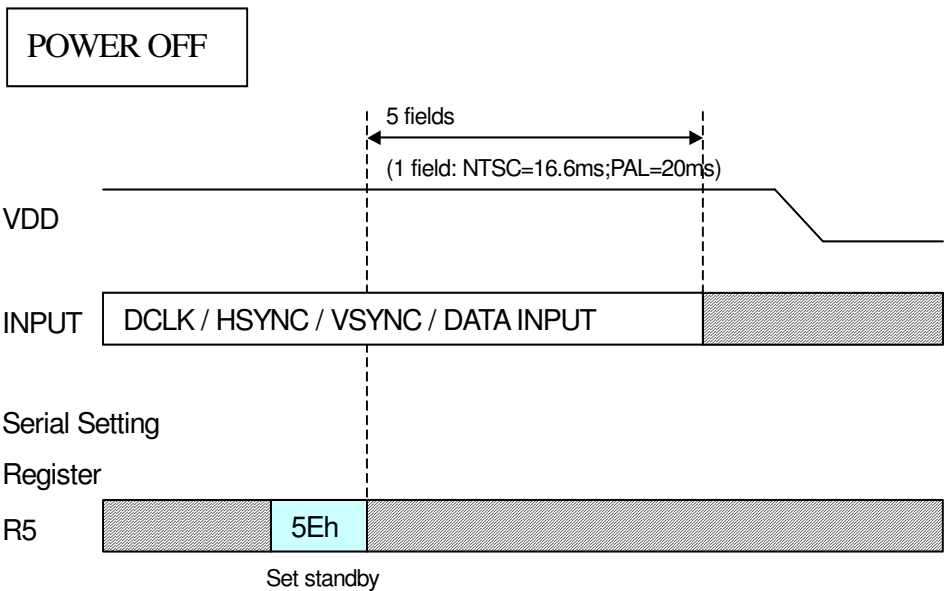 POWER OFF
5 fields
(1 field: NTSC=16.6ms;PAL=20ms)
VDD
INPUT
DCLK / HSYNC / VSYNC / DATA INPUT
Serial Setting
Register
R5
5Eh
Set standby